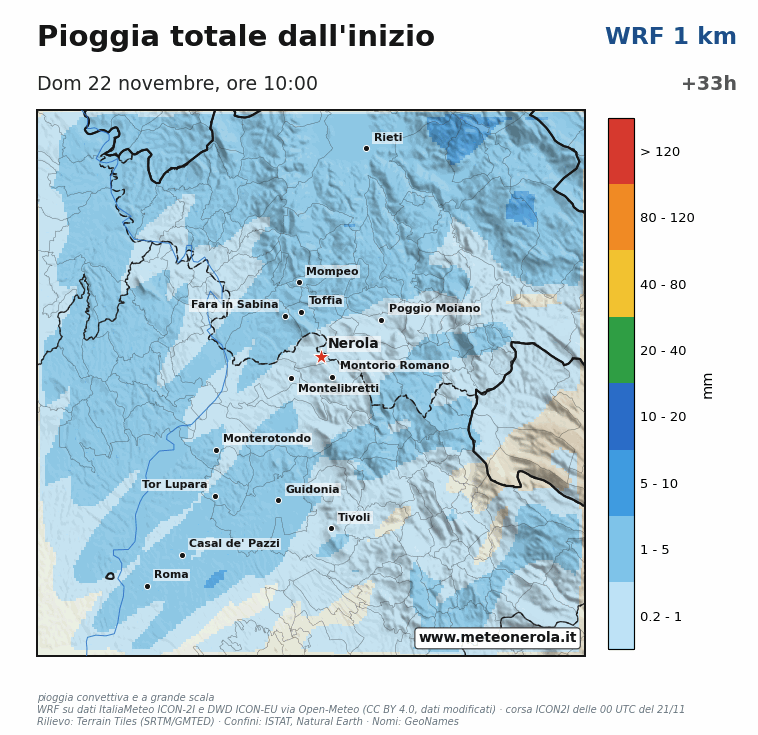 Pioggia totale dall'inizio
WRF 1 km
Dom 22 novembre, ore 10:00
+33h
Rieti
Mompeo
Fara in Sabina
Toffia
Poggio Moiano
Nerola
Montorio Romano
Montelibretti
Monterotondo
Tor Lupara
Guidonia
Tivoli
Casal de' Pazzi
Roma
www.meteonerola.it
> 120
80 - 120
40 - 80
20 - 40
10 - 20
5 - 10
1 - 5
0.2 - 1
mm
pioggia convettiva e a grande scala
WRF su dati ItaliaMeteo ICON-2I e DWD ICON-EU via Open-Meteo (CC BY 4.0, dati modificati) · corsa ICON2I delle 00 UTC del 21/11
Rilievo: Terrain Tiles (SRTM/GMTED) · Confini: ISTAT, Natural Earth · Nomi: GeoNames